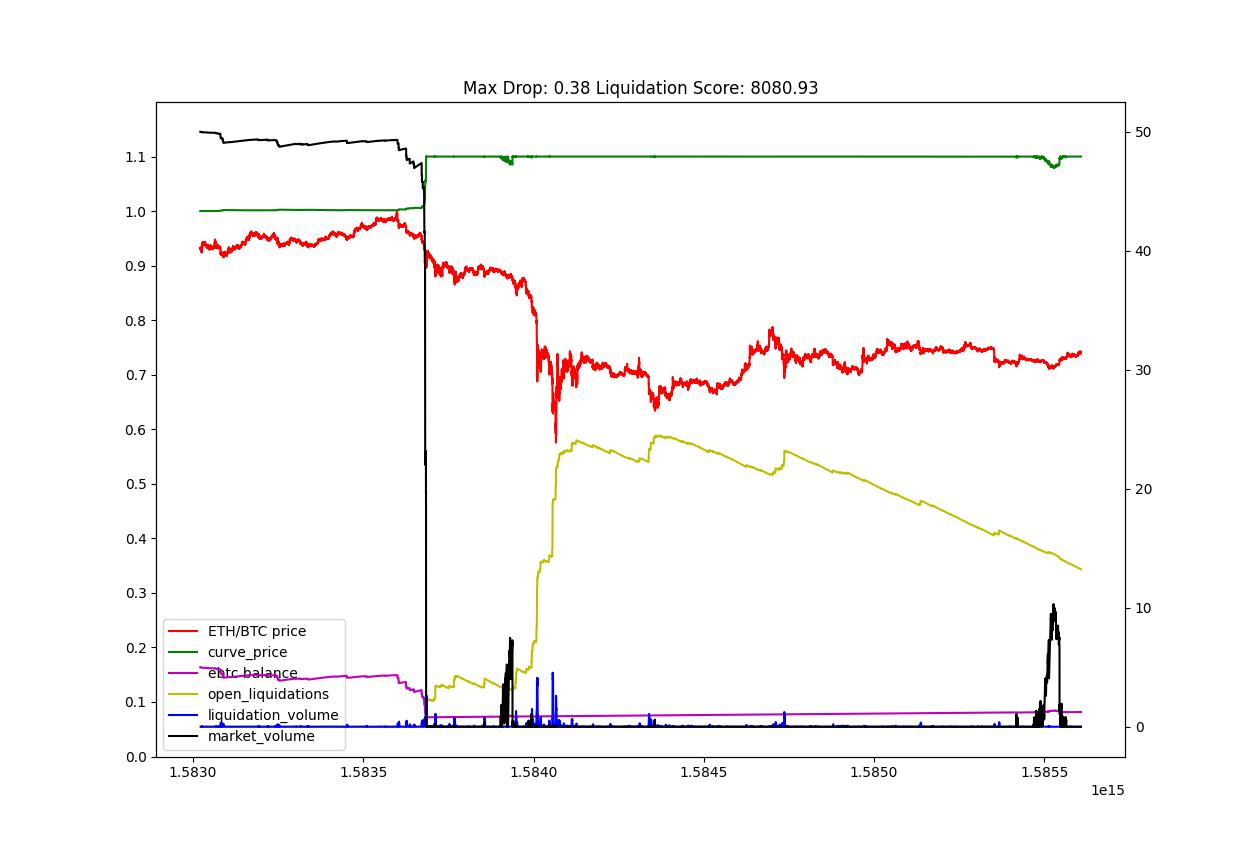 Max Drop: 0.38 Liquidation Score: 8080.93
1.1
1.0
0.9
0.8
0.7
0.6
0.5
0.4
0.3
0.2
0.1
0.0
50
40
30
20
10
0
ETH/BTC price
curve_price
ebtc balance
open_liquidations
liquidation_volume
market_volume
1.5830 1.5835 1.5840 1.5845 1.5850 1.5855
1e15